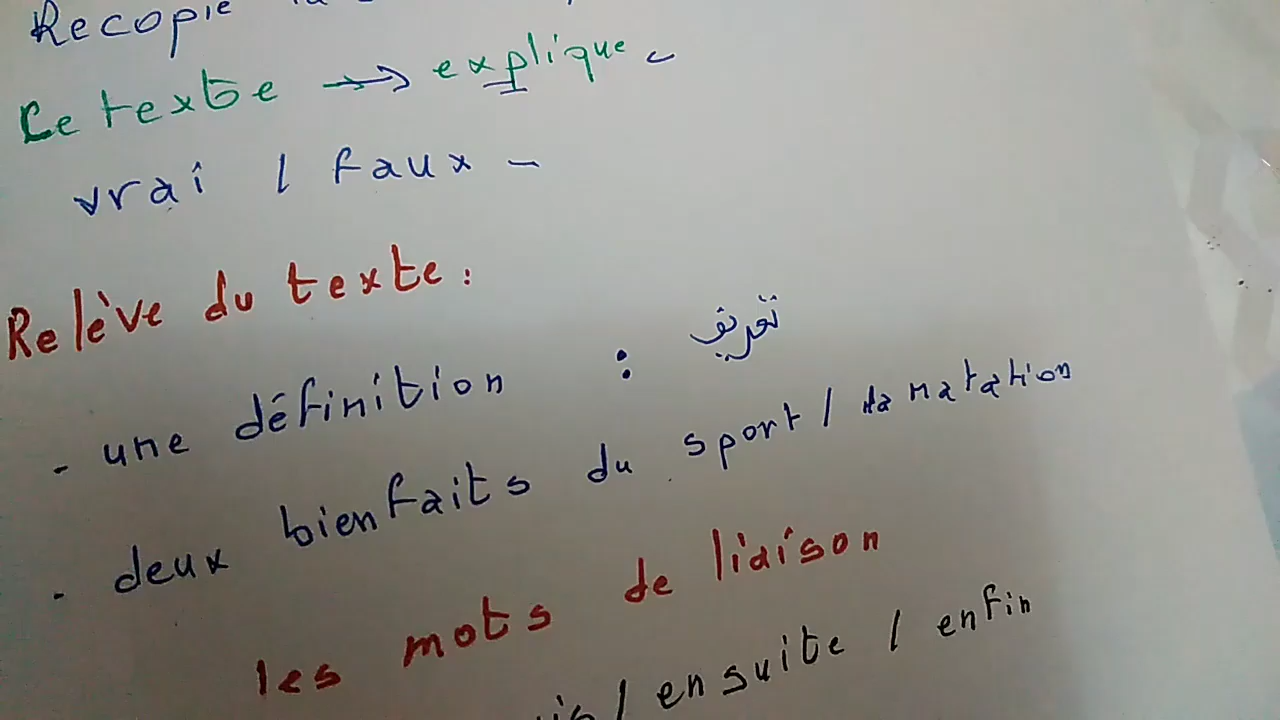 Recopie la
Le texte →→ explique.
vrai / faux -
Relève du texte :
- une définition : تعريف
- deux bienfaits du sport / la natation
les mots de liaison
/ ensuite / enfin